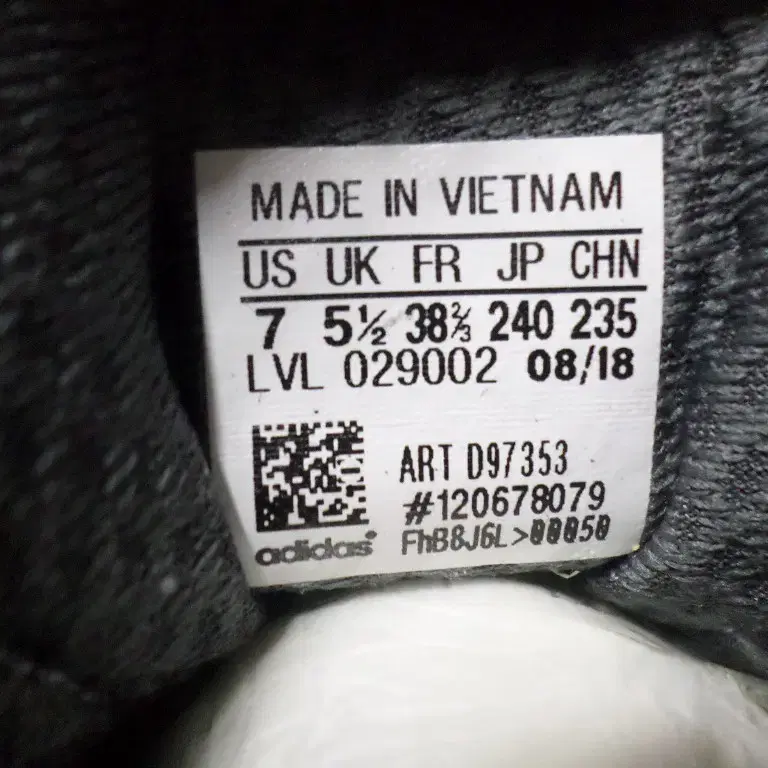 MADE IN VIETNAM
US UK FR JP CHN
7 5½ 38⅔ 240 235
LVL 029002 08/18
ART D97353
#120678079
FhB8J6L>00050
adidas